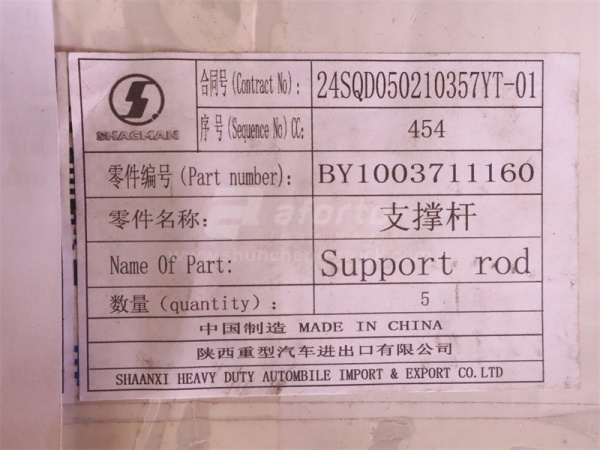 SHACMAN
合同号(Contract No): 24SQD050210357YT-01
序号(Sequence No)CC: 454
零件编号(Part number): BY1003711160
零件名称: 支撑杆
Name Of Part: Support rod
数量(quantity): 5
中国制造 MADE IN CHINA
陕西重型汽车进出口有限公司
SHAANXI HEAVY DUTY AUTOMBILE IMPORT & EXPORT CO.LTD